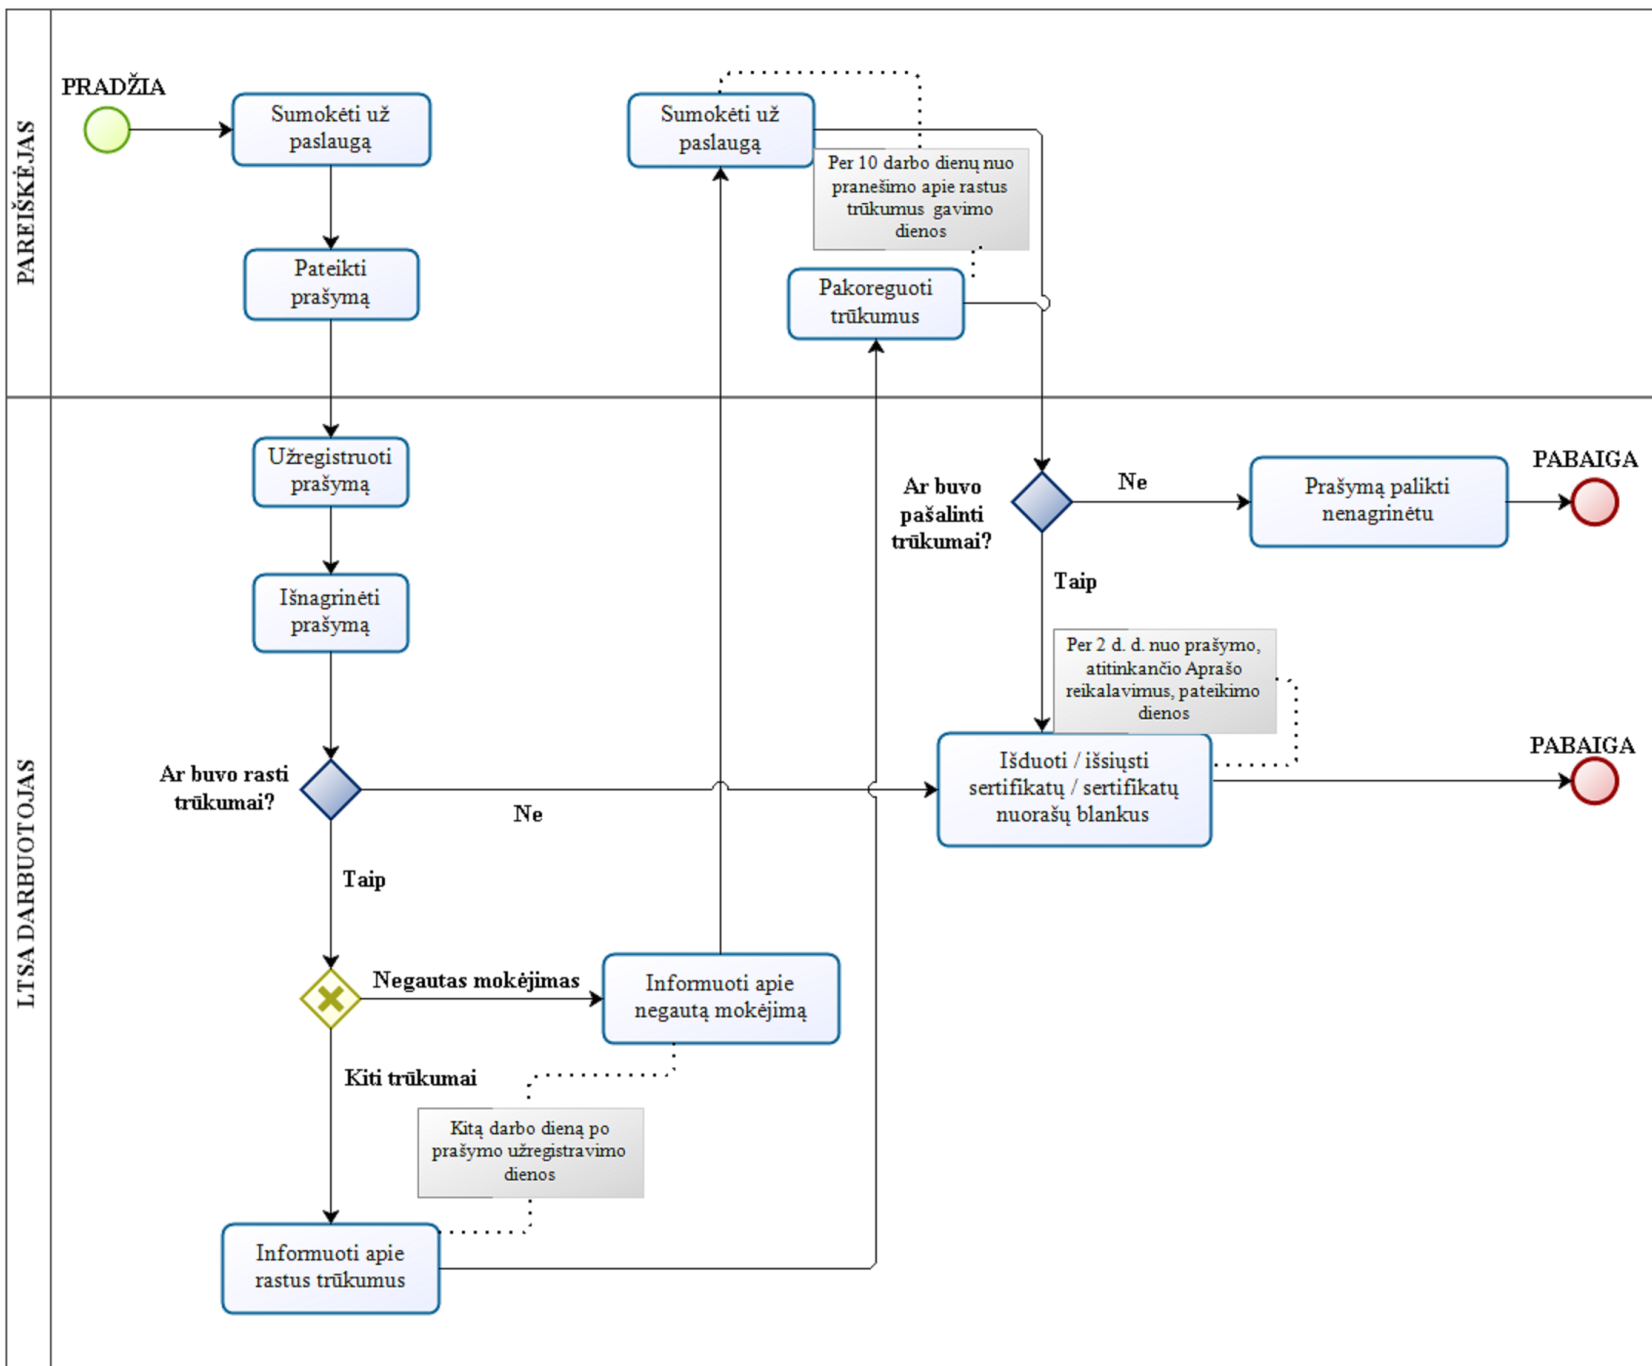 PAREIŠKĖJAS
PRADŽIA
Sumokėti už
paslaugą
Pateikti
prašymą
Sumokėti už
paslaugą
Per 10 darbo dienų nuo
pranešimo apie rastus
trūkumus gavimo
dienos
Pakoreguoti
trūkumus
LTSA DARBUOTOJAS
Užregistruoti
prašymą
Išnagrinėti
prašymą
Ar buvo rasti
trūkumai?
Ne
Taip
Negautas mokėjimas
Informuoti apie
negautą mokėjimą
Kiti trūkumai
Kitą darbo dieną po
prašymo užregistravimo
dienos
Informuoti apie
rastus trūkumus
Ar buvo
pašalinti
trūkumai?
Ne
Prašymą palikti
nenagrinėtu
PABAIGA
Taip
Per 2 d. d. nuo prašymo,
atitinkančio Aprašo
reikalavimus, pateikimo
dienos
Išduoti / išsiųsti
sertifikatų / sertifikatų
nuorašų blankus
PABAIGA